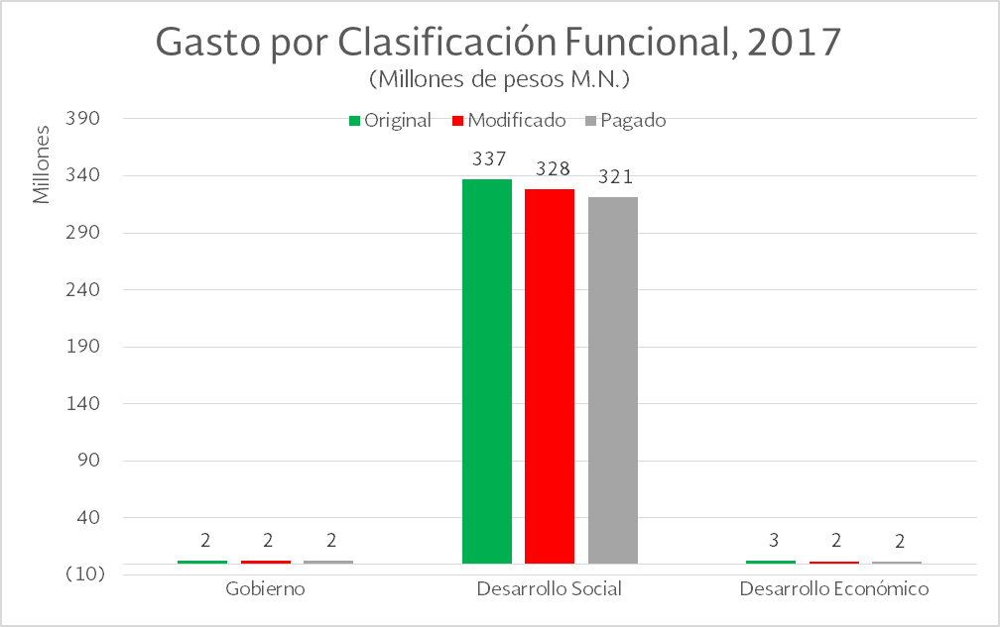 Gasto por Clasificación Funcional, 2017
(Millones de pesos M.N.)
Original Modificado Pagado
Millones
390
340
290
240
190
140
90
40
(10)
337
328
321
2 2 2
3 2 2
Gobierno Desarrollo Social Desarrollo Económico